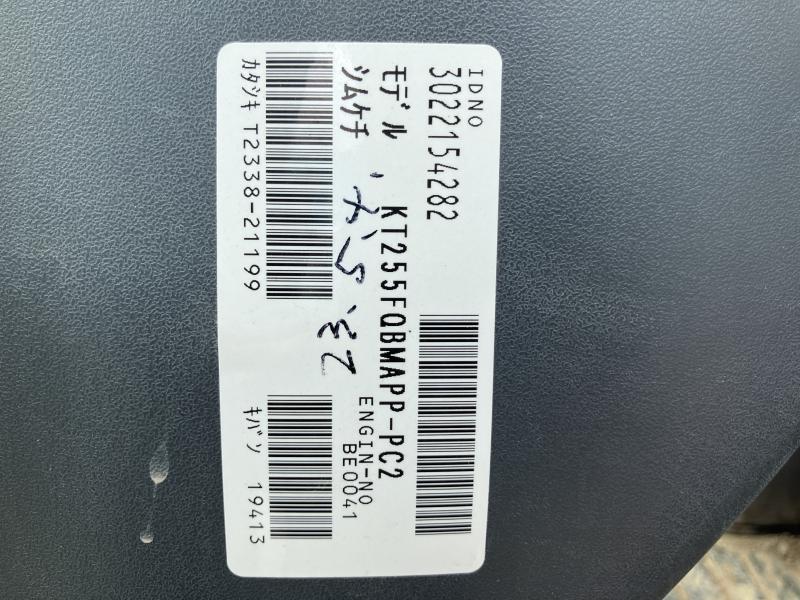 IDNO
3022154282
モデル KT255FQBMAPP-PC2
ツムケチ
ENGIN-NO
BE0041
カタシキ T2338-21199
キバン 19413